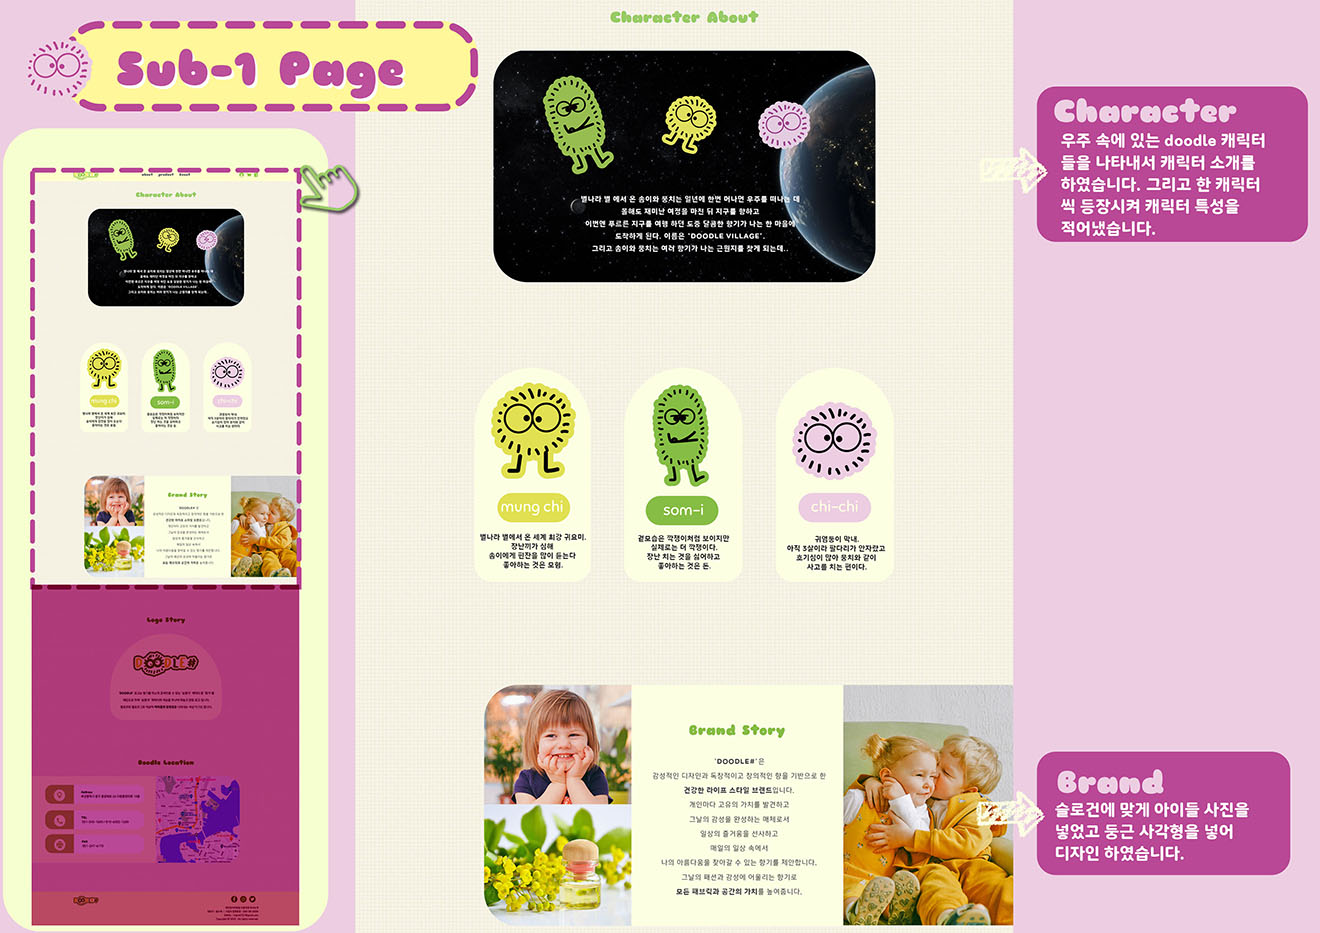 Sub-1 Page
Character About
별나라 별 에서 온 솜이와 뭉치는 일년에 한번 머나먼 우주를 떠나는 데
올해도 재미난 여정을 마친 뒤 지구를 향하고
이번엔 푸르른 지구를 여행 하던 도중 달콤한 향기가 나는 한 마을에
도착하게 된다. 이름은 "DOODLE VILLAGE".
그리고 솜이와 뭉치는 여러 향기가 나는 근원지를 찾게 되는데..
mung chi
별나라 별에서 온 세계 최강 귀요미.
장난끼가 심해
솜이에게 핀잔을 많이 듣는다
좋아하는 것은 모험.
som-i
겉모습은 깍쟁이처럼 보이지만
실제로는 더 깍쟁이다.
장난 치는 것을 싫어하고
좋아하는 것은 돈.
chi-chi
귀염둥이 막내.
아직 3살이라 팔다리가 안자랐고
호기심이 많아 뭉치와 같이
사고를 치는 편이다.
Brand Story
'DOODLE#'은
감성적인 디자인과 독창적이고 창의적인 향을 기반으로 한
건강한 라이프 스타일 브랜드입니다.
개인마다 고유의 가치를 발견하고
그날의 감성을 완성하는 매체로서
일상의 즐거움을 선사하고
매일의 일상 속에서
나의 아름다움을 찾아갈 수 있는 향기를 제안합니다.
그날의 패션과 감성에 어울리는 향기로
모든 패브릭과 공간의 가치를 높여줍니다.
Character
우주 속에 있는 doodle 캐릭터
들을 나타내서 캐릭터 소개를
하였습니다. 그리고 한 캐릭터
씩 등장시켜 캐릭터 특성을
적어냈습니다.
Brand
슬로건에 맞게 아이들 사진을
넣었고 둥근 사각형을 넣어
디자인 하였습니다.
Character About
mung chi
som-i
chi-chi
Brand Story
Logo Story
DOODLE#
Doodle Location